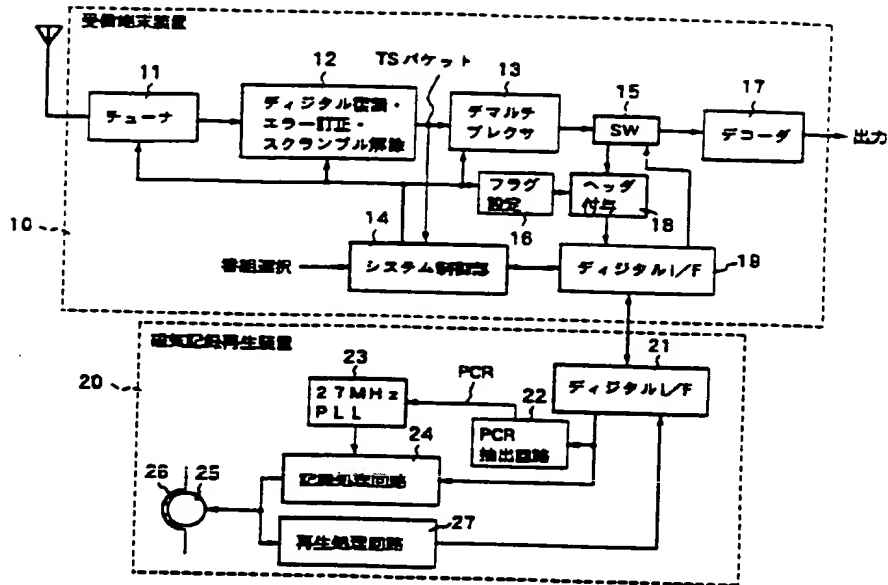 受信端末装置
TSパケット
11
12
13
15
17
チューナ
ディジタル復調・
エラー訂正・
スクランブル解除
デマルチ
プレクサ
SW
デコーダ
出力
フラグ
設定
16
ヘッダ
付与
18
10
14
番組選択
システム制御部
ディジタルI/F
19
磁気記録再生装置
20
23
PCR
22
21
27MHz
PLL
PCR
抽出回路
ディジタルI/F
24
記録処理回路
26
25
27
再生処理回路